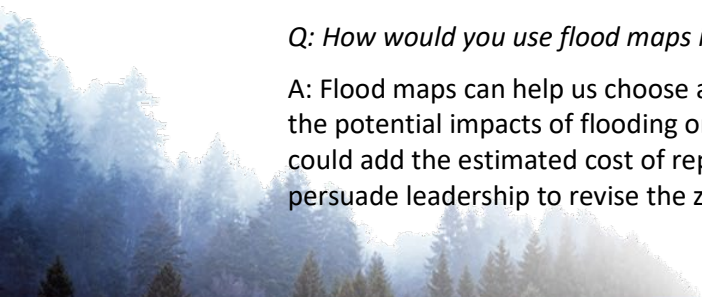 Q: How would you use flood maps
A: Flood maps can help us choose
the potential impacts of flooding
could add the estimated cost of
persuade leadership to revise the